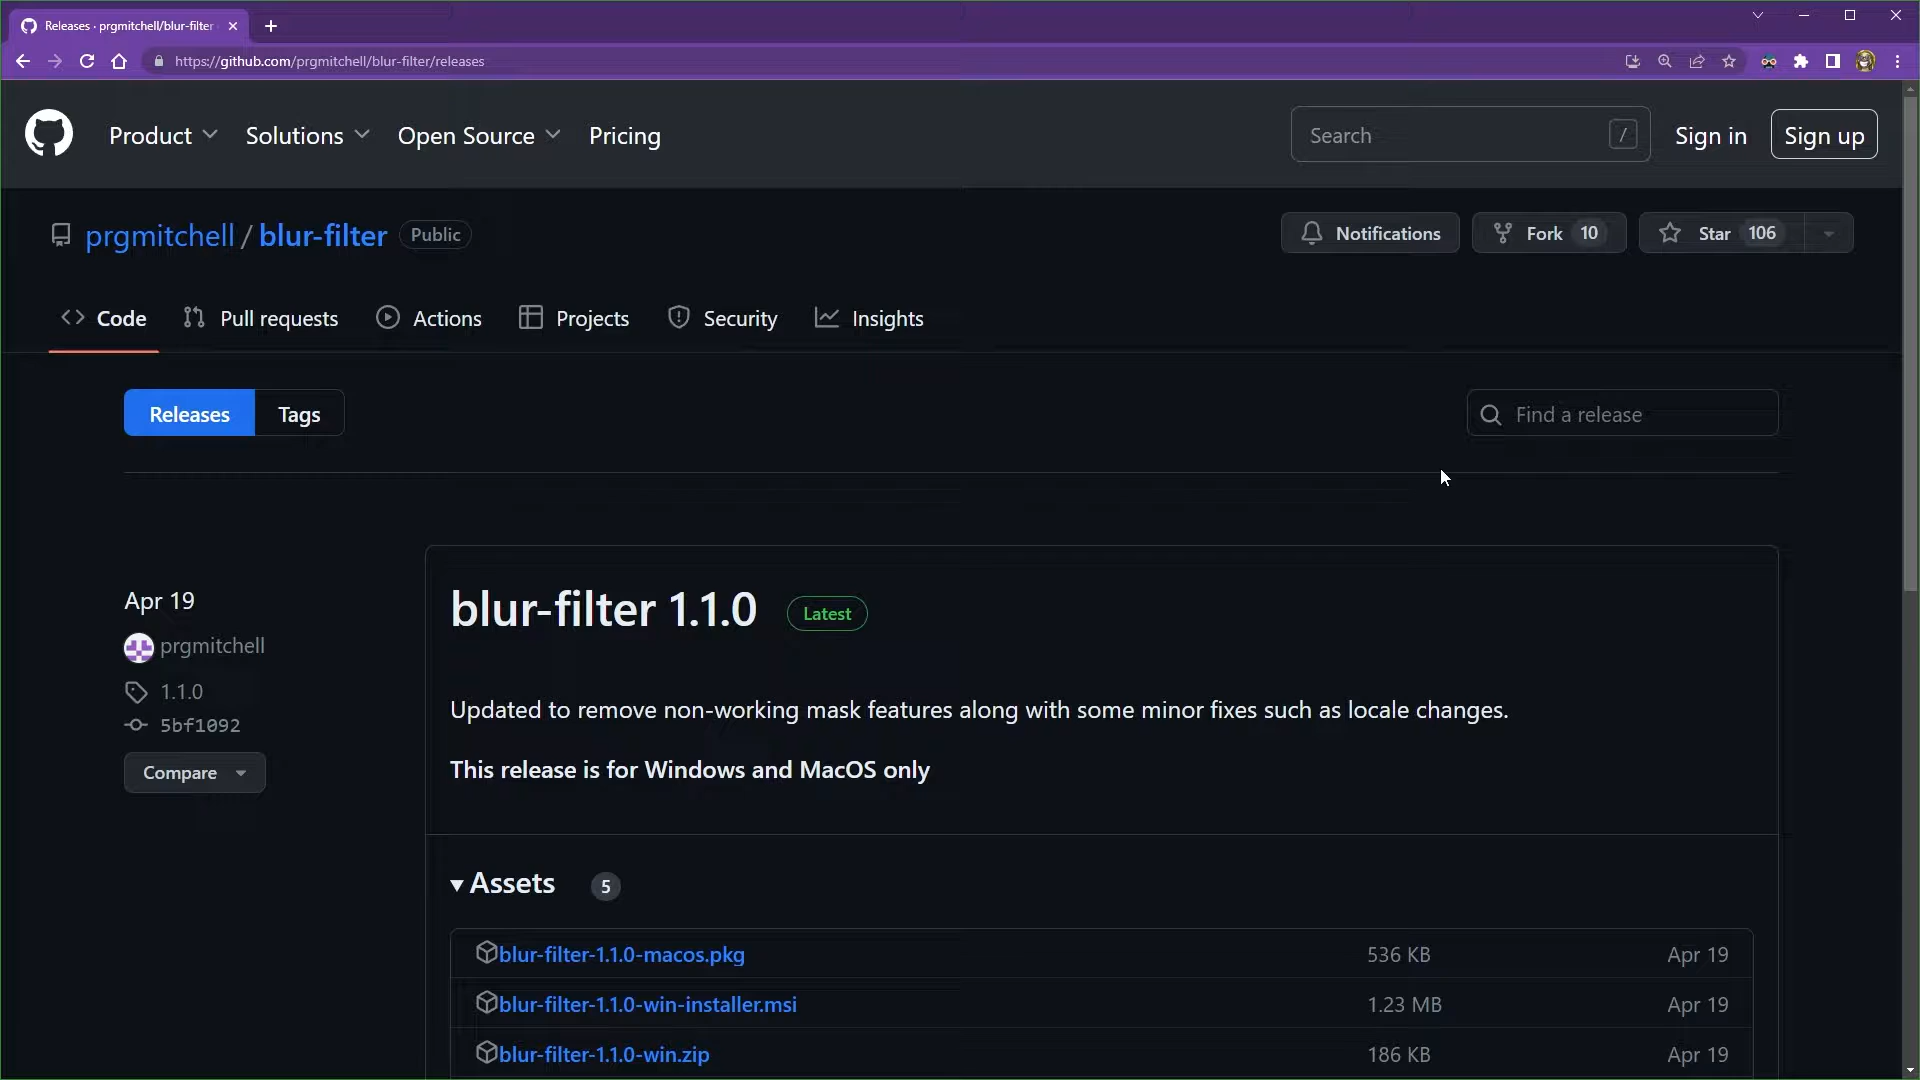 Releases · prgmitchell/blur-filter
https://github.com/prgmitchell/blur-filter/releases
Product Solutions Open Source Pricing Search / Sign in Sign up
prgmitchell / blur-filter Public Notifications Fork 10 Star 106
Code Pull requests Actions Projects Security Insights
Releases Tags Find a release
Apr 19
prgmitchell
1.1.0
5bf1092
Compare
blur-filter 1.1.0 Latest
Updated to remove non-working mask features along with some minor fixes such as locale changes.
This release is for Windows and MacOS only
Assets 5
blur-filter-1.1.0-macos.pkg 536 KB Apr 19
blur-filter-1.1.0-win-installer.msi 1.23 MB Apr 19
blur-filter-1.1.0-win.zip 186 KB Apr 19